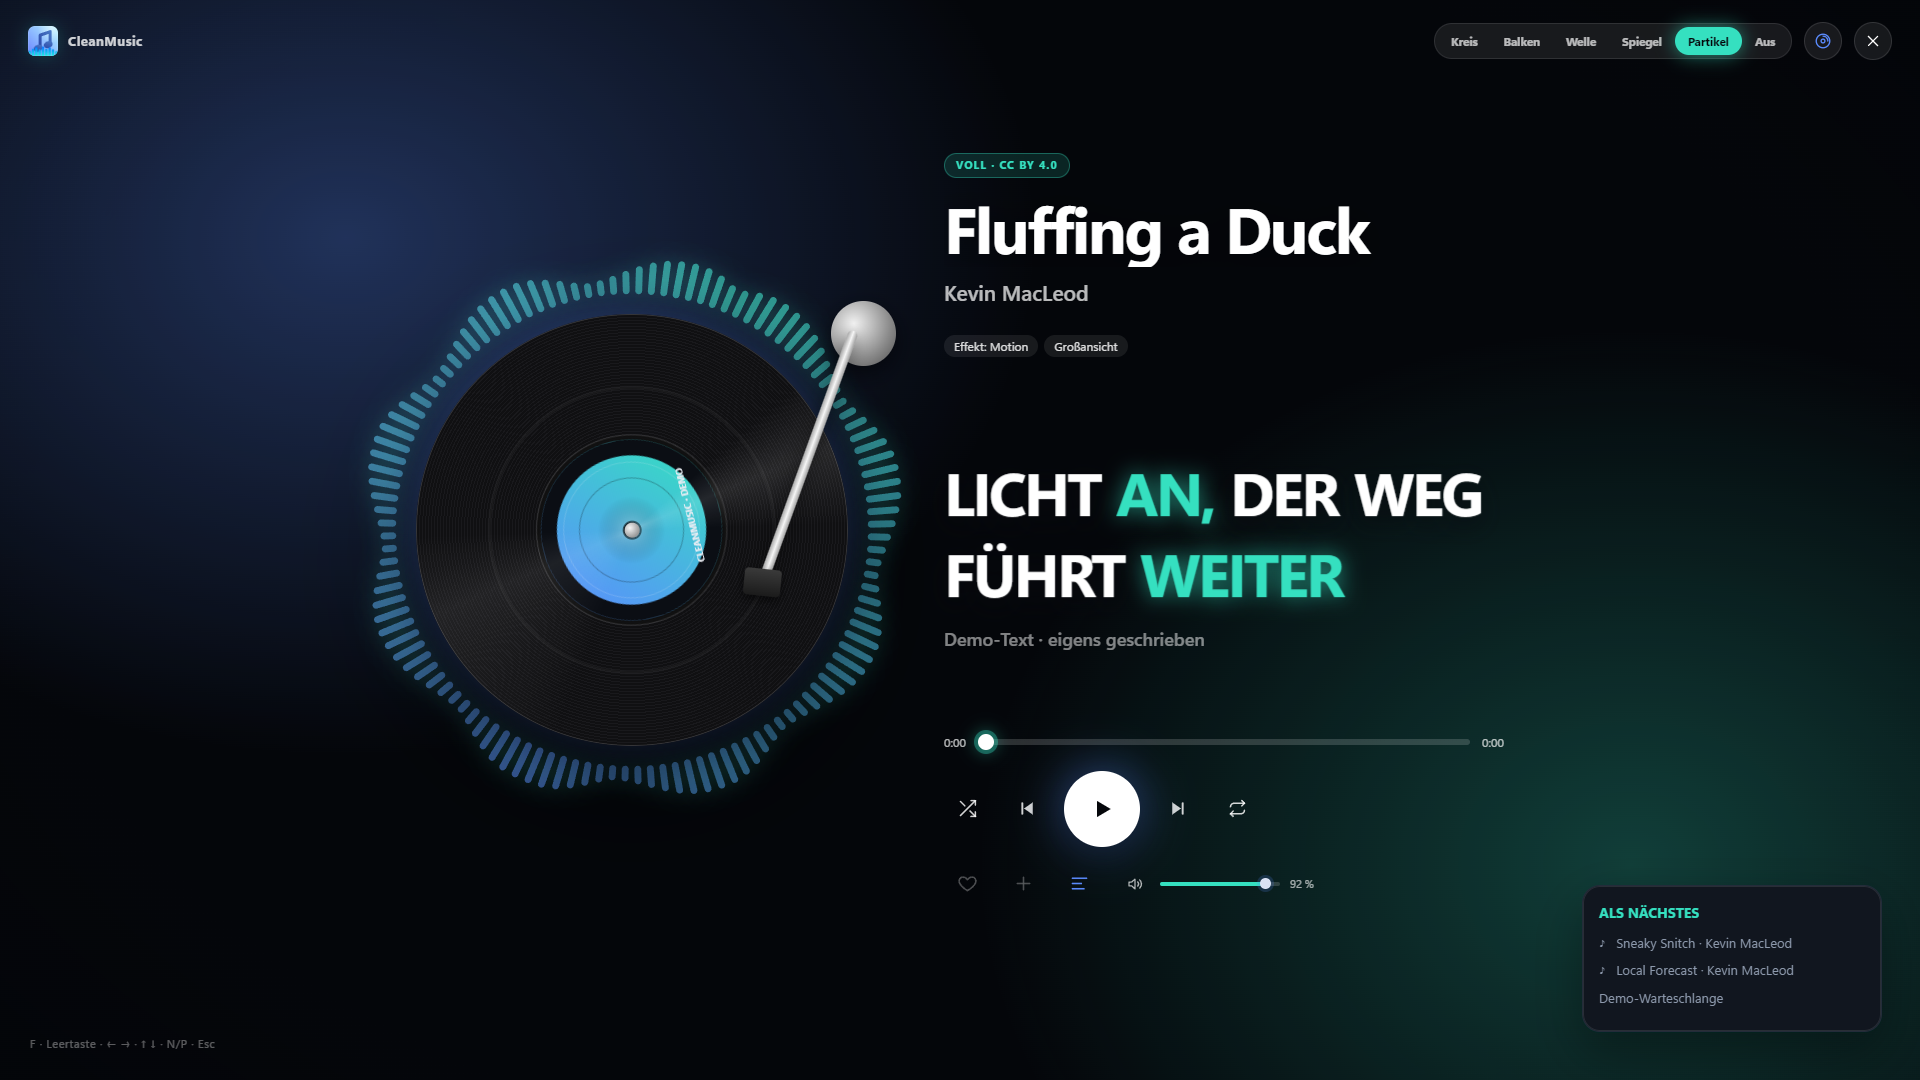 CleanMusic
Kreis Balken Welle Spiegel Partikel Aus
VOLL · CC BY 4.0
Fluffing a Duck
Kevin MacLeod
Effekt: Motion Großansicht
CLEANMUSIC · DEMO
LICHT AN, DER WEG
FÜHRT WEITER
Demo-Text · eigens geschrieben
0:00 0:00
92 %
ALS NÄCHSTES
♪ Sneaky Snitch · Kevin MacLeod
♪ Local Forecast · Kevin MacLeod
Demo-Warteschlange
F · Leertaste · ← → · ↑ ↓ · N/P · Esc